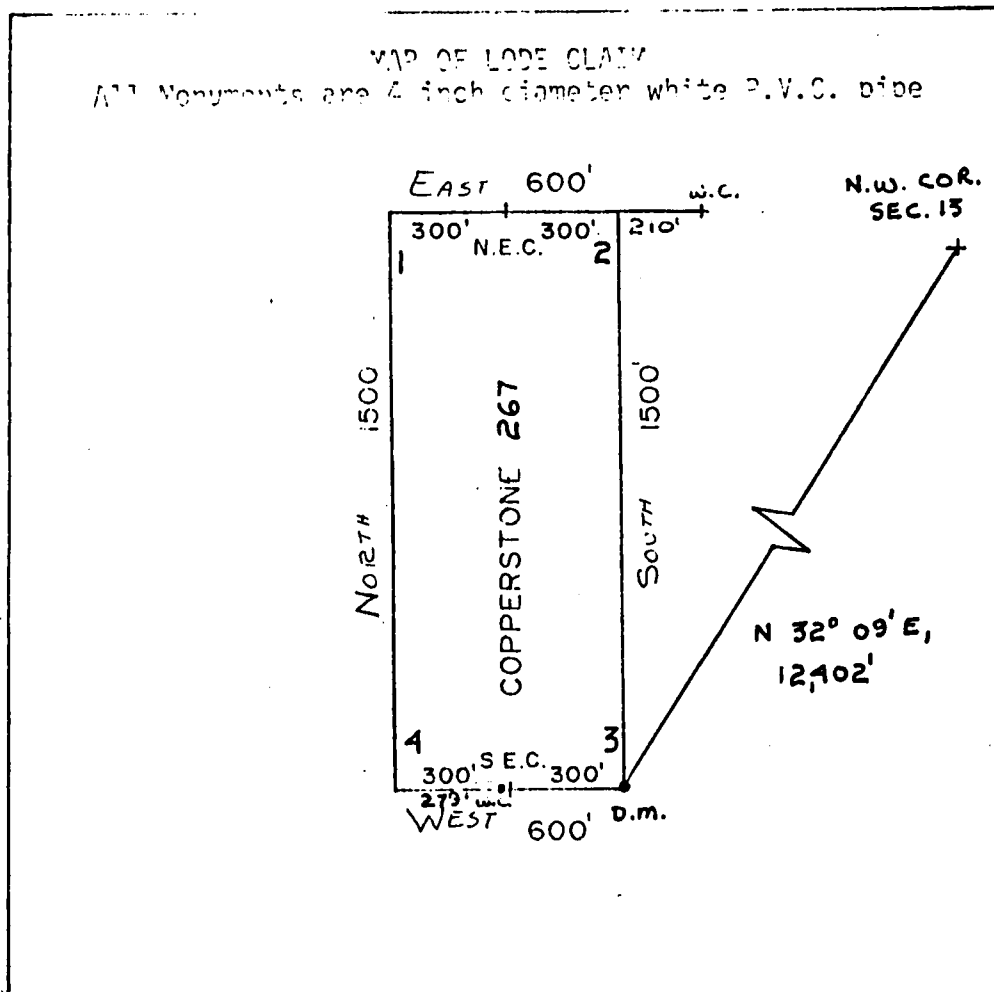 MAP OF LODE CLAIM
All Monuments are 4 inch diameter white P.V.C. pipe
EAST 600'
W.C.
N.W. COR.
SEC. 13
300' 300' 210'
N.E.C.
1 2
NORTH 1500
COPPERSTONE 267
SOUTH 1500'
N 32° 09' E,
12,402'
4 3
S E.C.
300' 300'
273' W.C.
WEST 600'
D.M.